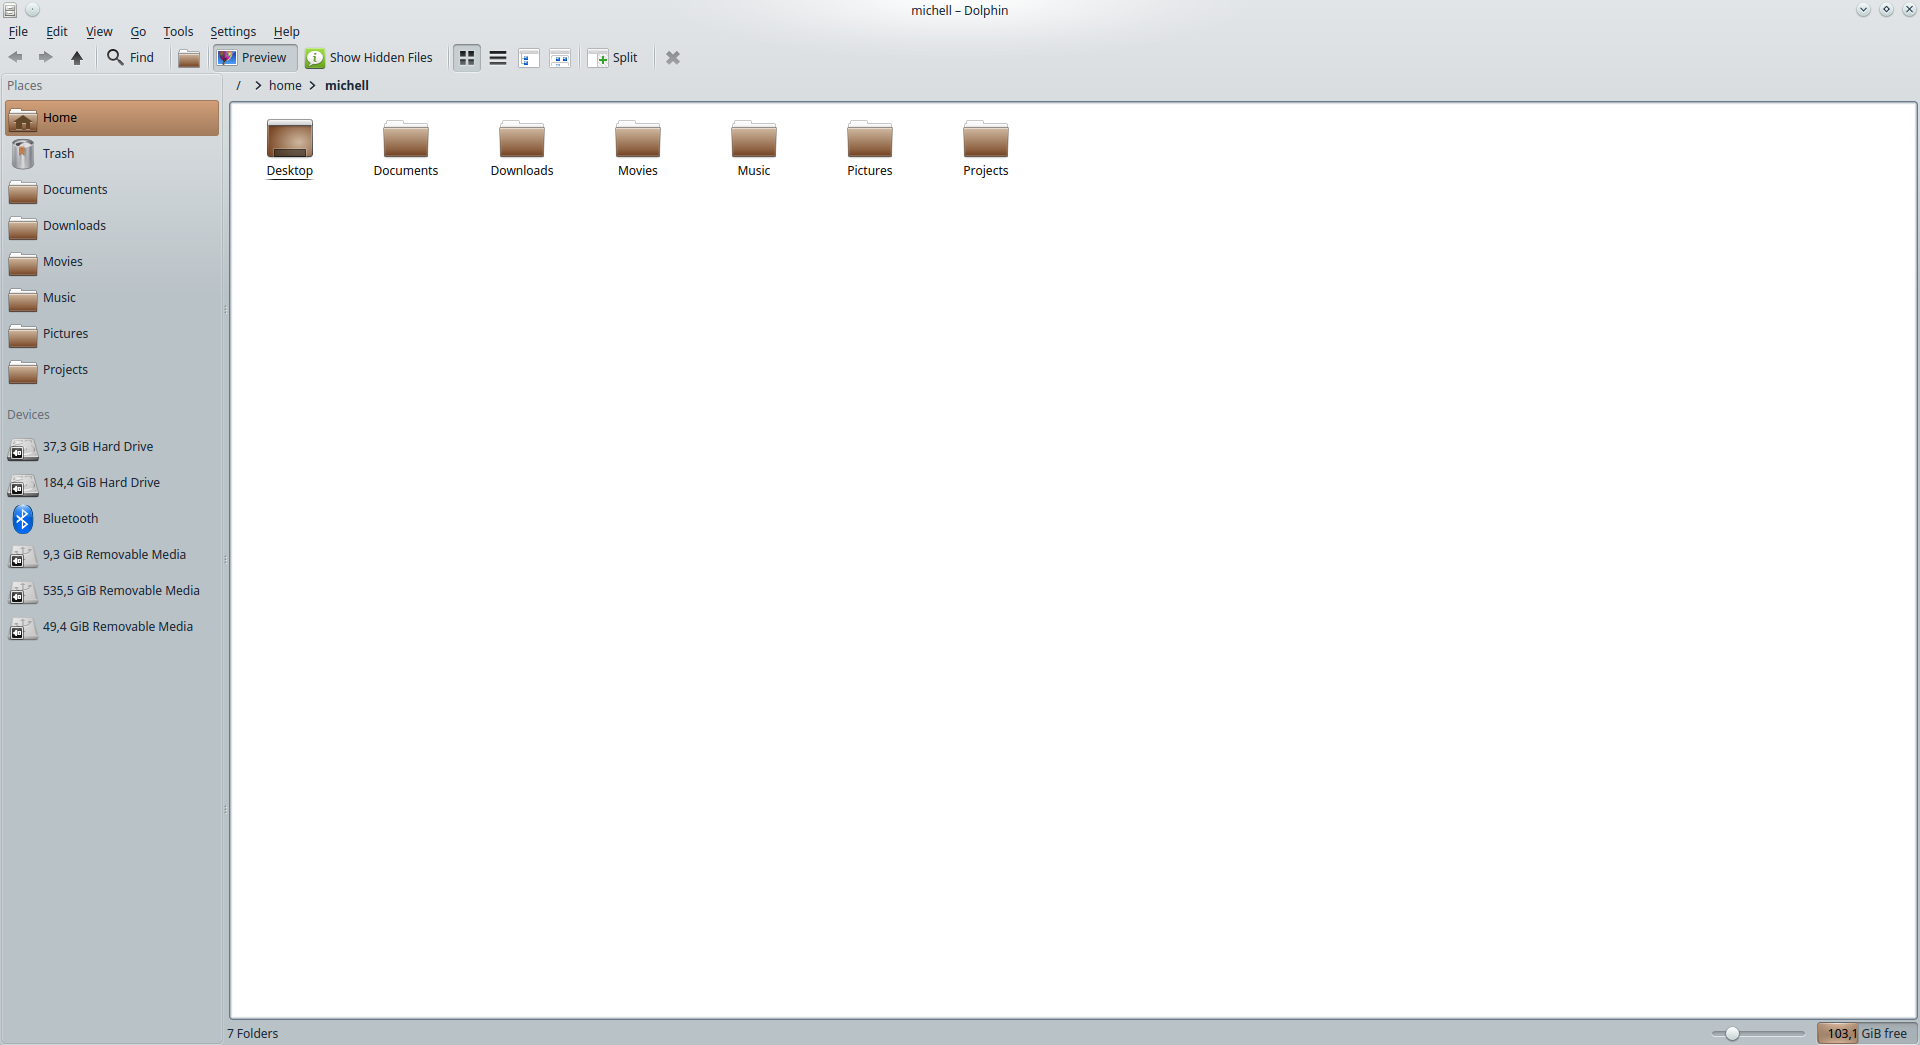 michell – Dolphin
File Edit View Go Tools Settings Help
Find Preview Show Hidden Files Split
Places
/ > home > michell
Home
Trash
Documents
Downloads
Movies
Music
Pictures
Projects
Devices
37,3 GiB Hard Drive
184,4 GiB Hard Drive
Bluetooth
9,3 GiB Removable Media
535,5 GiB Removable Media
49,4 GiB Removable Media
Desktop Documents Downloads Movies Music Pictures Projects
7 Folders
103,1 GiB free